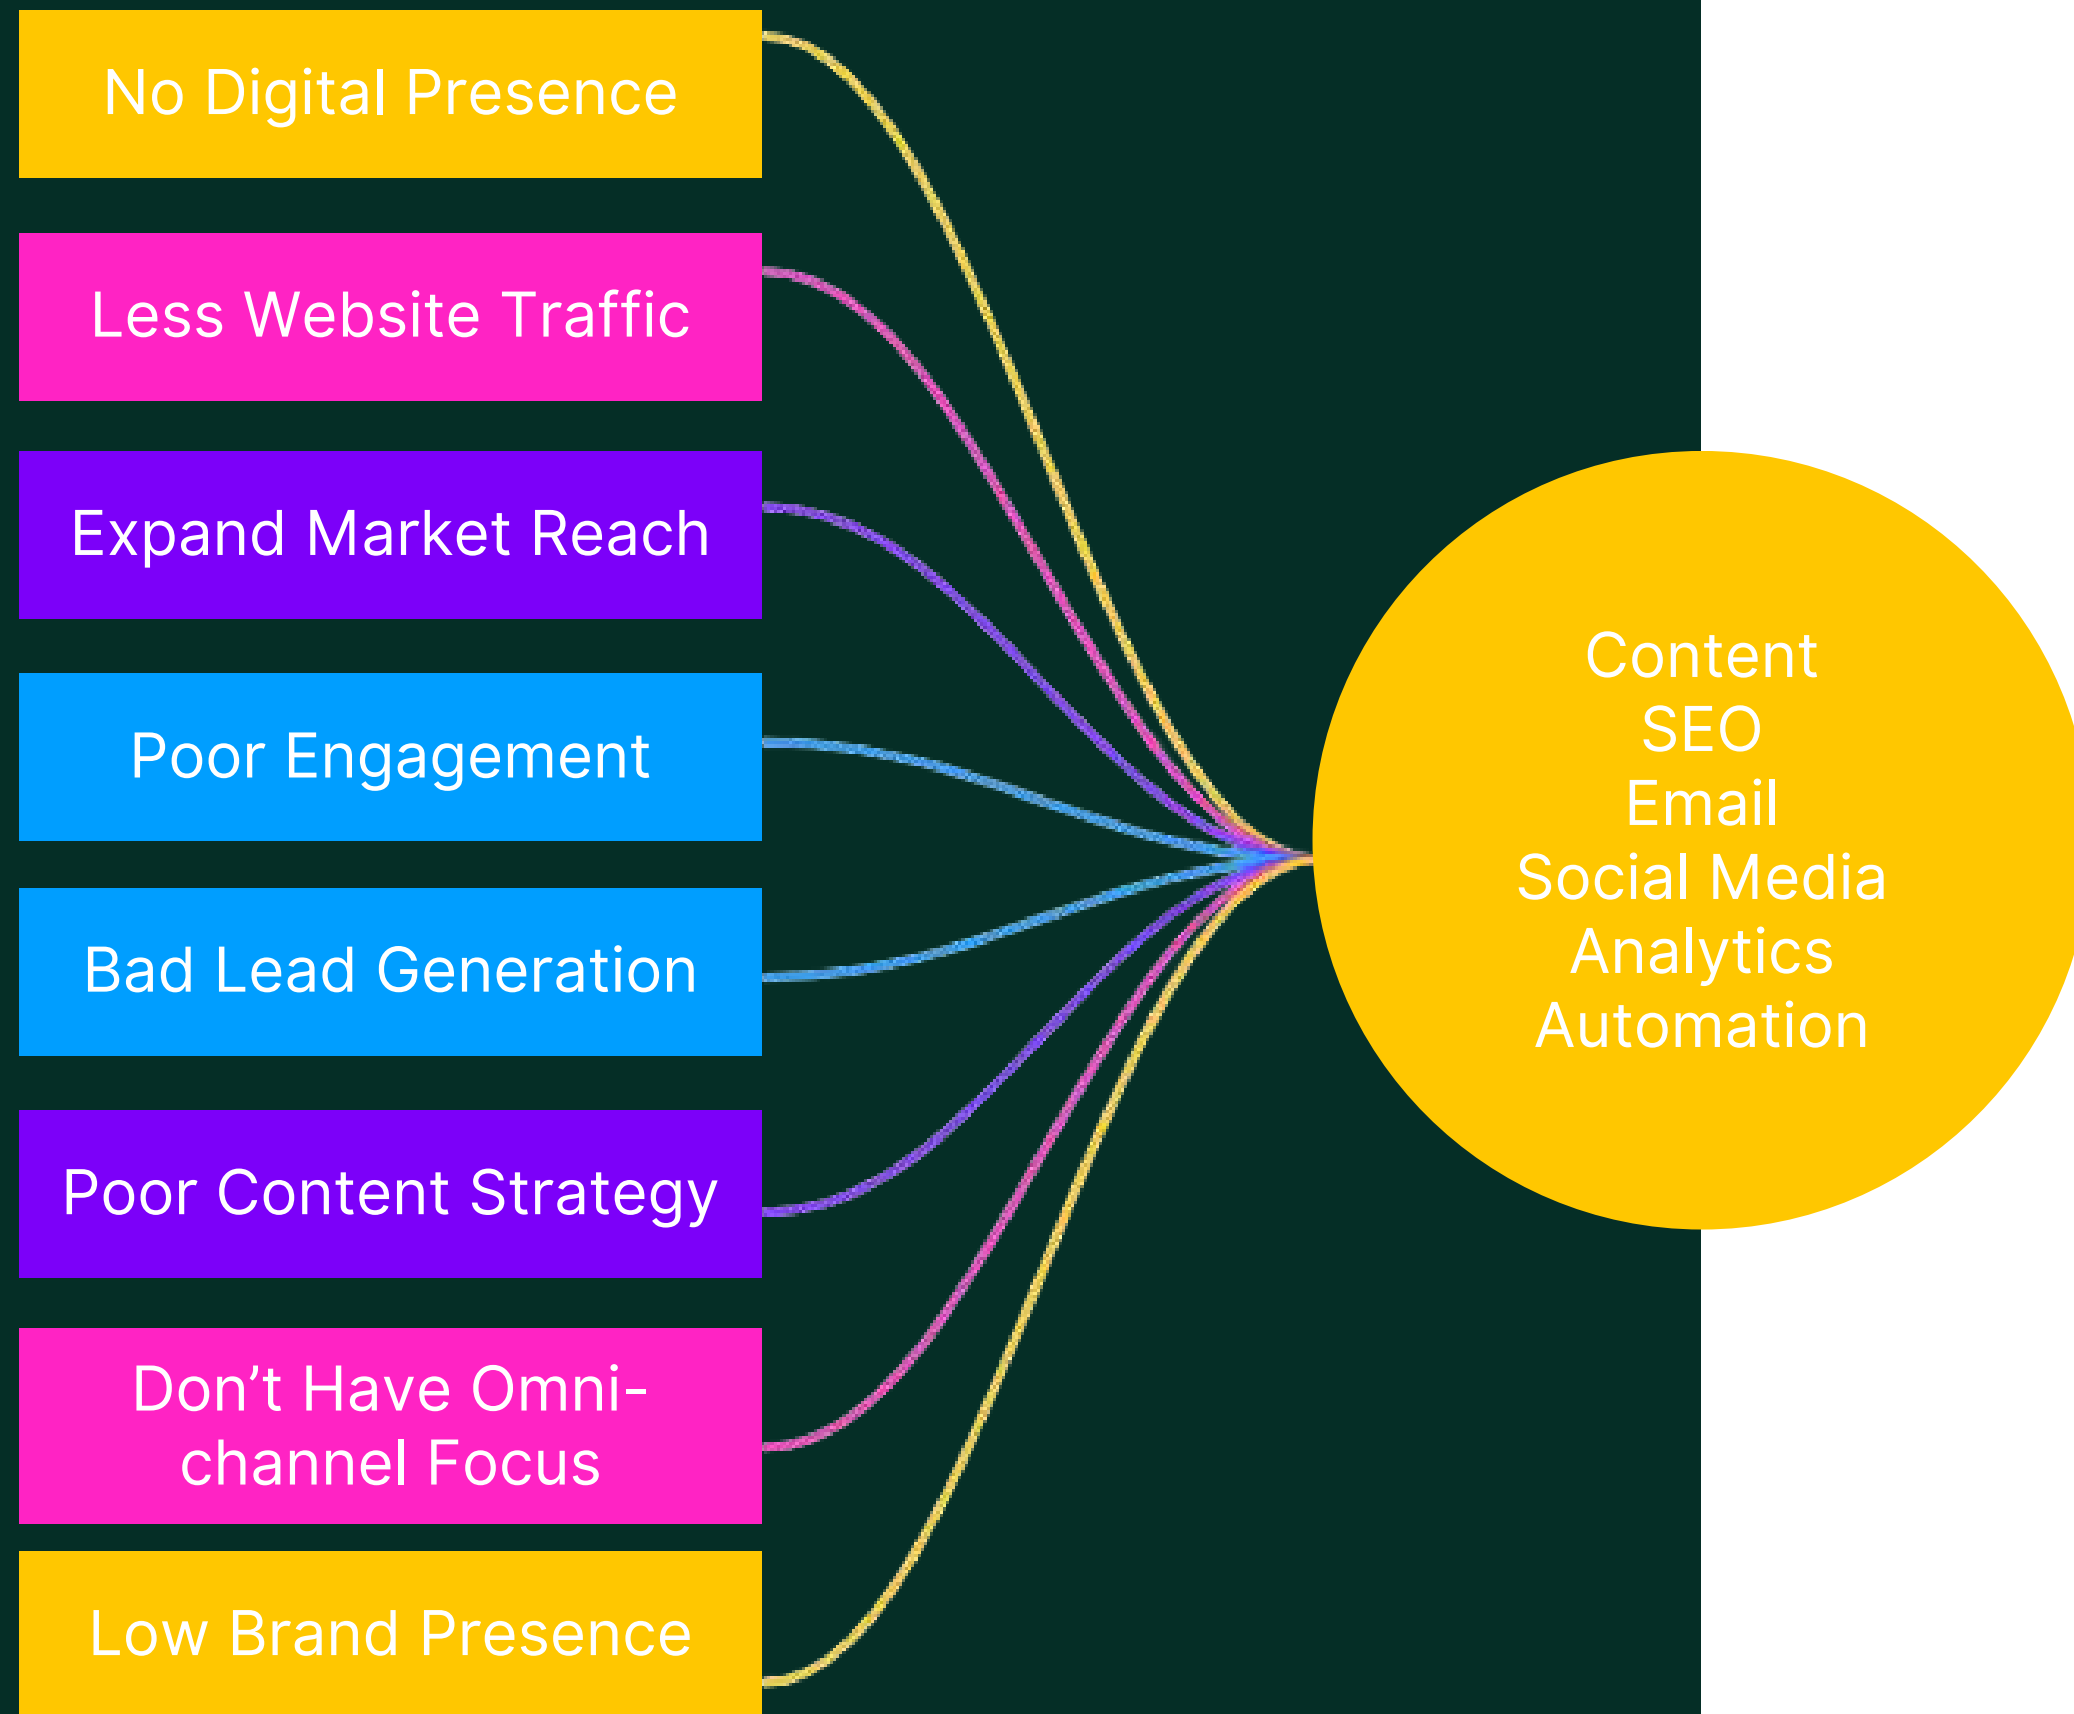 No Digital Presence
Less Website Traffic
Expand Market Reach
Poor Engagement
Bad Lead Generation
Poor Content Strategy
Don’t Have Omni-
channel Focus
Low Brand Presence
Content
SEO
Email
Social Media
Analytics
Automation